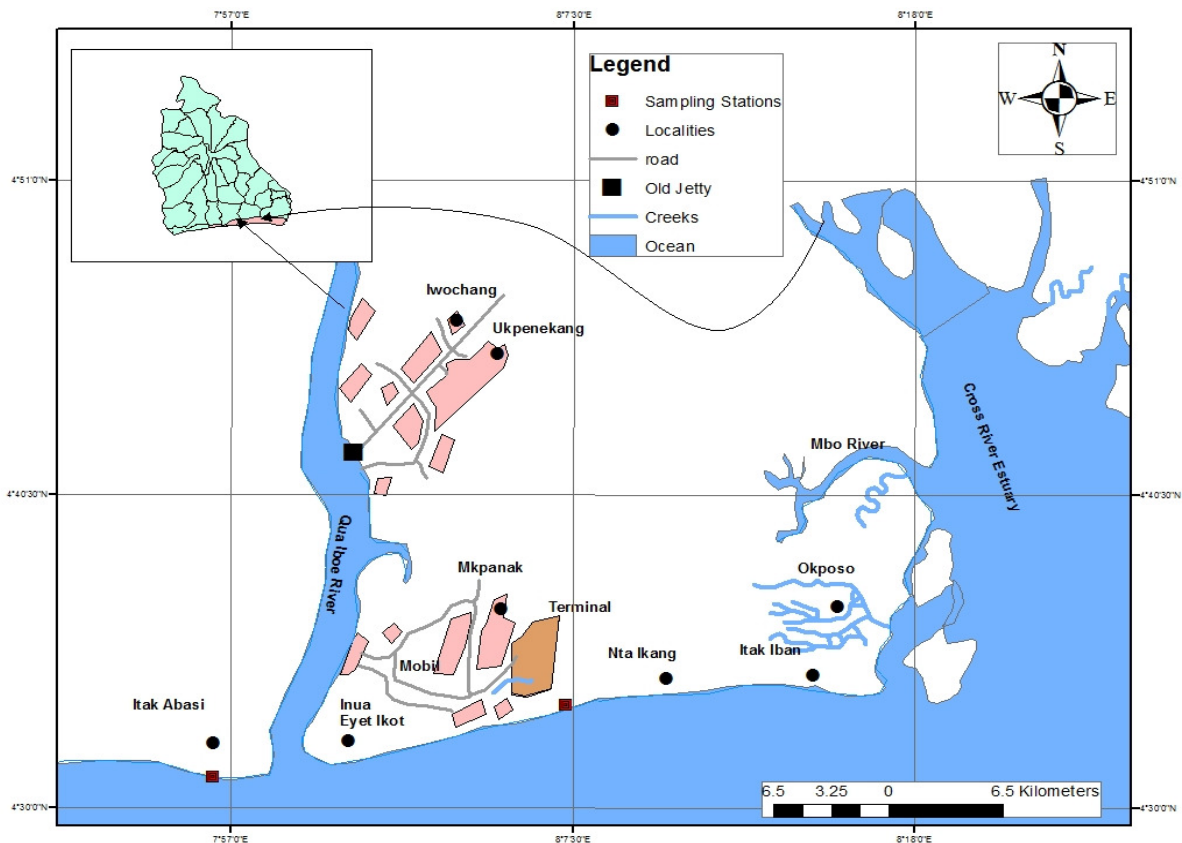 7°57'0"E
8°7'30"E
8°18'0"E
Legend
Sampling Stations
Localities
road
Old Jetty
Creeks
Ocean
N
W
E
S
4°51'0"N
4°51'0"N
Iwochang
Ukpenekang
Cross River Estuary
Mbo River
4°40'30"N
4°40'30"N
Qua Iboe River
Mkpanak
Okposo
Terminal
Nta Ikang
Itak Iban
Mobil
Itak Abasi
Inua
Eyet Ikot
6.5 3.25 0 6.5 Kilometers
4°30'0"N
4°30'0"N
7°57'0"E
8°7'30"E
8°18'0"E